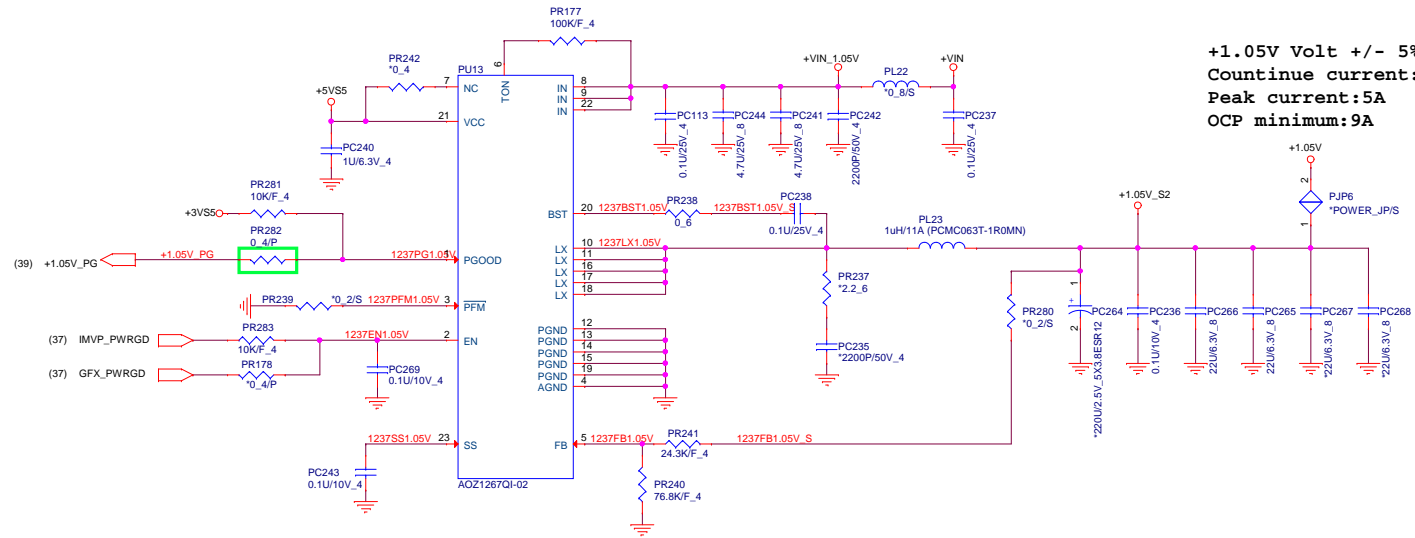 +1.05V Volt +/- 5%
Countinue current:
Peak current:5A
OCP minimum:9A
PR177
100K/F_4
PR242
*0_4
PU13
6
TON
7
NC
+5VS5
21
VCC
PC240
1U/6.3V_4
IN
8
IN
9
IN
22
+VIN_1.05V
PL22
*0_8/S
+VIN
PC113
0.1U/25V_4
PC244
4.7U/25V_8
PC241
4.7U/25V_8
PC242
2200P/50V_4
PC237
0.1U/25V_4
+1.05V
2
PJP6
*POWER_JP/S
1
PR281
10K/F_4
+3VS5
PR282
0_4/P
(39) +1.05V_PG
+1.05V_PG
1237PG1.05V
1
PGOOD
BST
20
1237BST1.05V
PR238
0_6
1237BST1.05V_S
PC238
0.1U/25V_4
+1.05V_S2
PL23
1uH/11A (PCMC063T-1R0MN)
LX
10
1237LX1.05V
LX
11
LX
16
LX
17
LX
18
PR239
*0_2/S
1237PFM1.05V
3
PFM
PR237
*2.2_6
PC235
*2200P/50V_4
PR280
*0_2/S
1
+
2
PC264
*220U/2.5V_5X3.8ESR12
PC236
0.1U/10V_4
PC266
22U/6.3V_8
PC265
22U/6.3V_8
PC267
*22U/6.3V_8
PC268
*22U/6.3V_8
(37) IMVP_PWRGD
PR283
10K/F_4
1237EN1.05V
2
EN
(37) GFX_PWRGD
PR178
*0_4/P
PC269
0.1U/10V_4
PGND
12
PGND
13
PGND
14
PGND
15
PGND
19
AGND
4
1237SS1.05V
23
SS
PC243
0.1U/10V_4
FB
5
1237FB1.05V
PR241
24.3K/F_4
1237FB1.05V_S
PR240
76.8K/F_4
AOZ1267QI-02